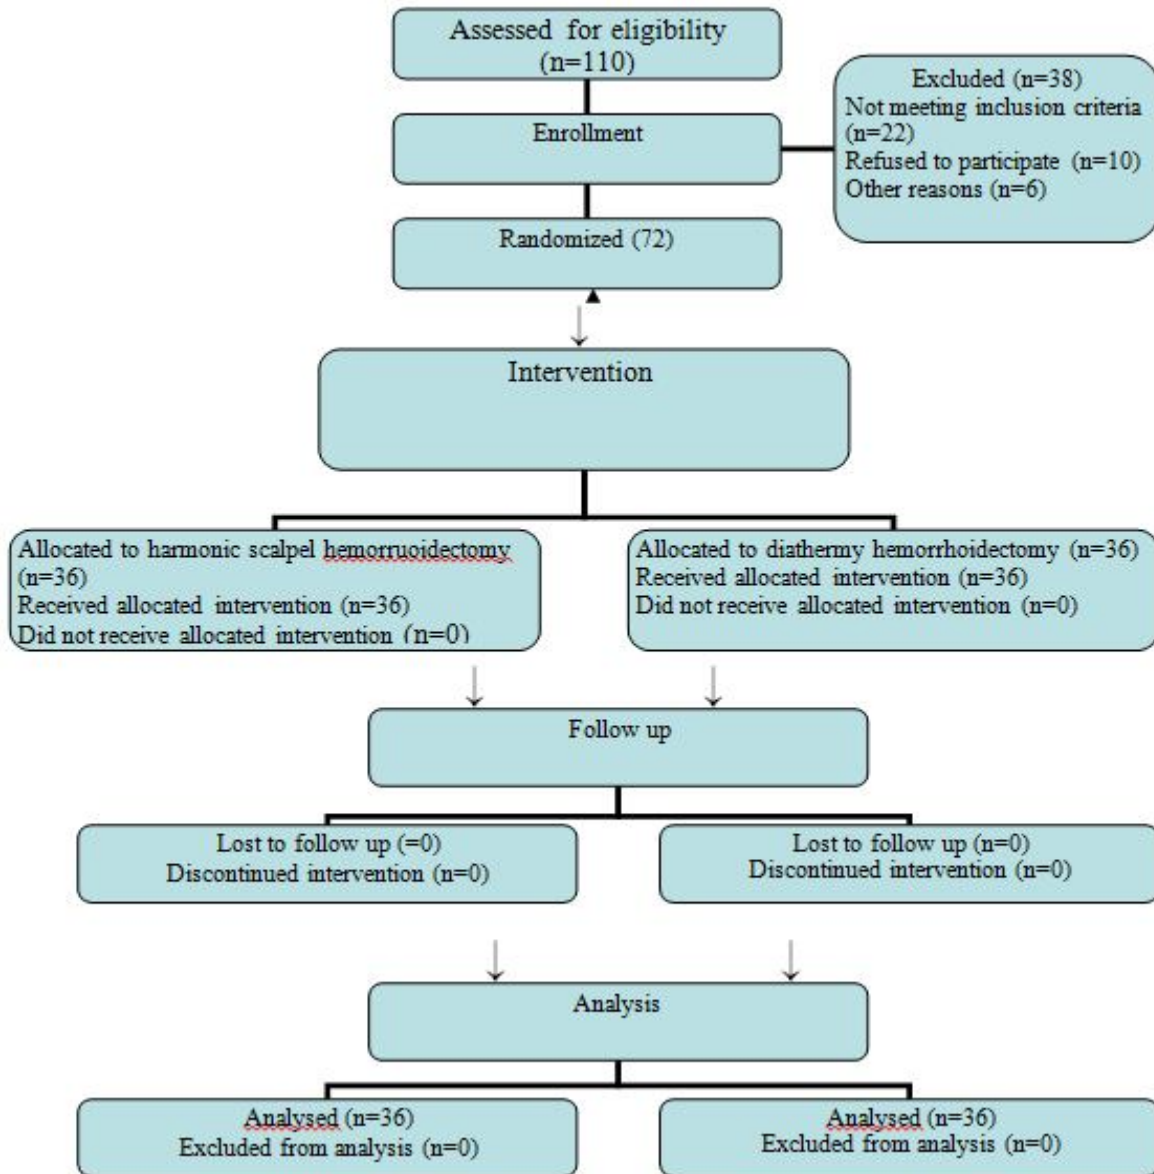 Assessed for eligibility
(n=110)
Excluded (n=38)
Not meeting inclusion criteria
(n=22)
Refused to participate (n=10)
Other reasons (n=6)
Enrollment
Randomized (72)
Intervention
Allocated to harmonic scalpel hemorruoidectomy
(n=36)
Received allocated intervention (n=36)
Did not receive allocated intervention (n=0)
Allocated to diathermy hemorrhoidectomy (n=36)
Received allocated intervention (n=36)
Did not receive allocated intervention (n=0)
Follow up
Lost to follow up (=0)
Discontinued intervention (n=0)
Lost to follow up (n=0)
Discontinued intervention (n=0)
Analysis
Analysed (n=36)
Excluded from analysis (n=0)
Analysed (n=36)
Excluded from analysis (n=0)